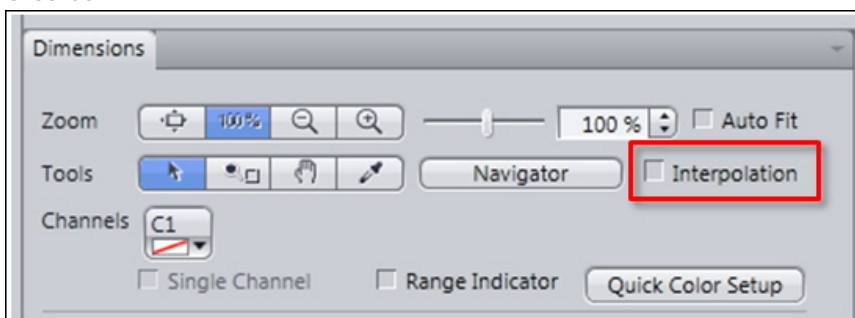 Dimensions
Zoom 100% 100 % Auto Fit
Tools Navigator Interpolation
Channels C1
Single Channel Range Indicator Quick Color Setup